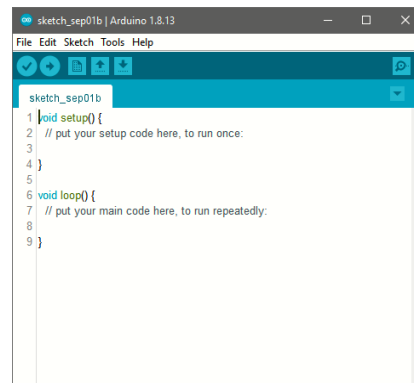 sketch_sep01b | Arduino 1.8.13
File Edit Sketch Tools Help
sketch_sep01b
1 void setup() {
2 // put your setup code here, to run once:
3
4 }
5
6 void loop() {
7 // put your main code here, to run repeatedly:
8
9 }